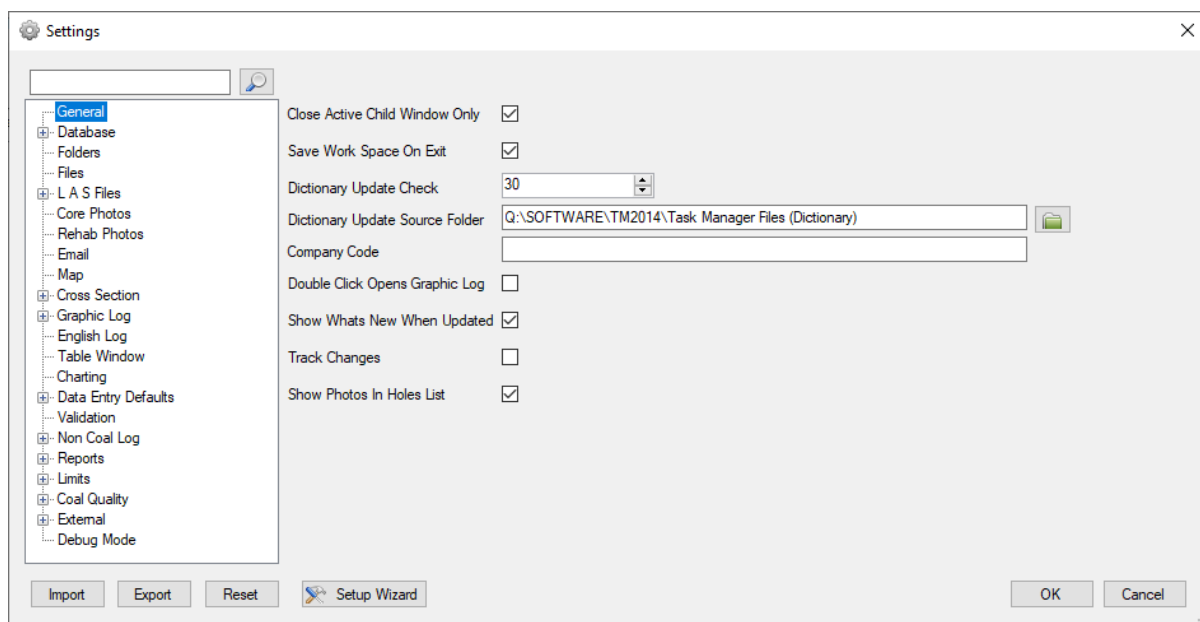 Settings
General
Database
Folders
Files
L A S Files
Core Photos
Rehab Photos
Email
Map
Cross Section
Graphic Log
English Log
Table Window
Charting
Data Entry Defaults
Validation
Non Coal Log
Reports
Limits
Coal Quality
External
Debug Mode
Close Active Child Window Only
Save Work Space On Exit
Dictionary Update Check 30
Dictionary Update Source Folder Q:\SOFTWARE\TM2014\Task Manager Files (Dictionary)
Company Code
Double Click Opens Graphic Log
Show Whats New When Updated
Track Changes
Show Photos In Holes List
Import Export Reset Setup Wizard OK Cancel